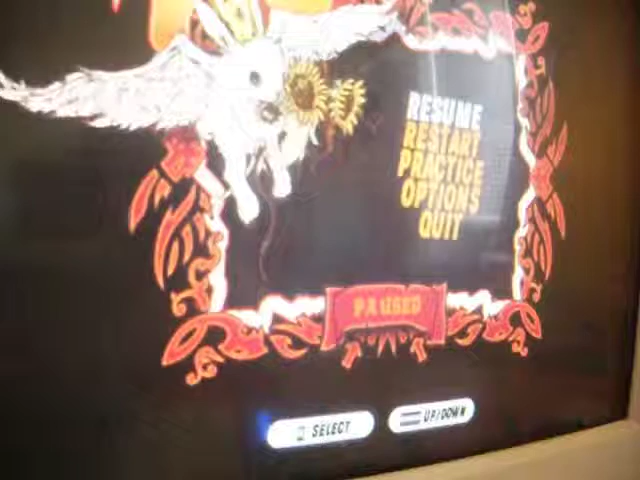 RESUME
RESTART
PRACTICE
OPTIONS
QUIT
PAUSED
SELECT
UP/DOWN